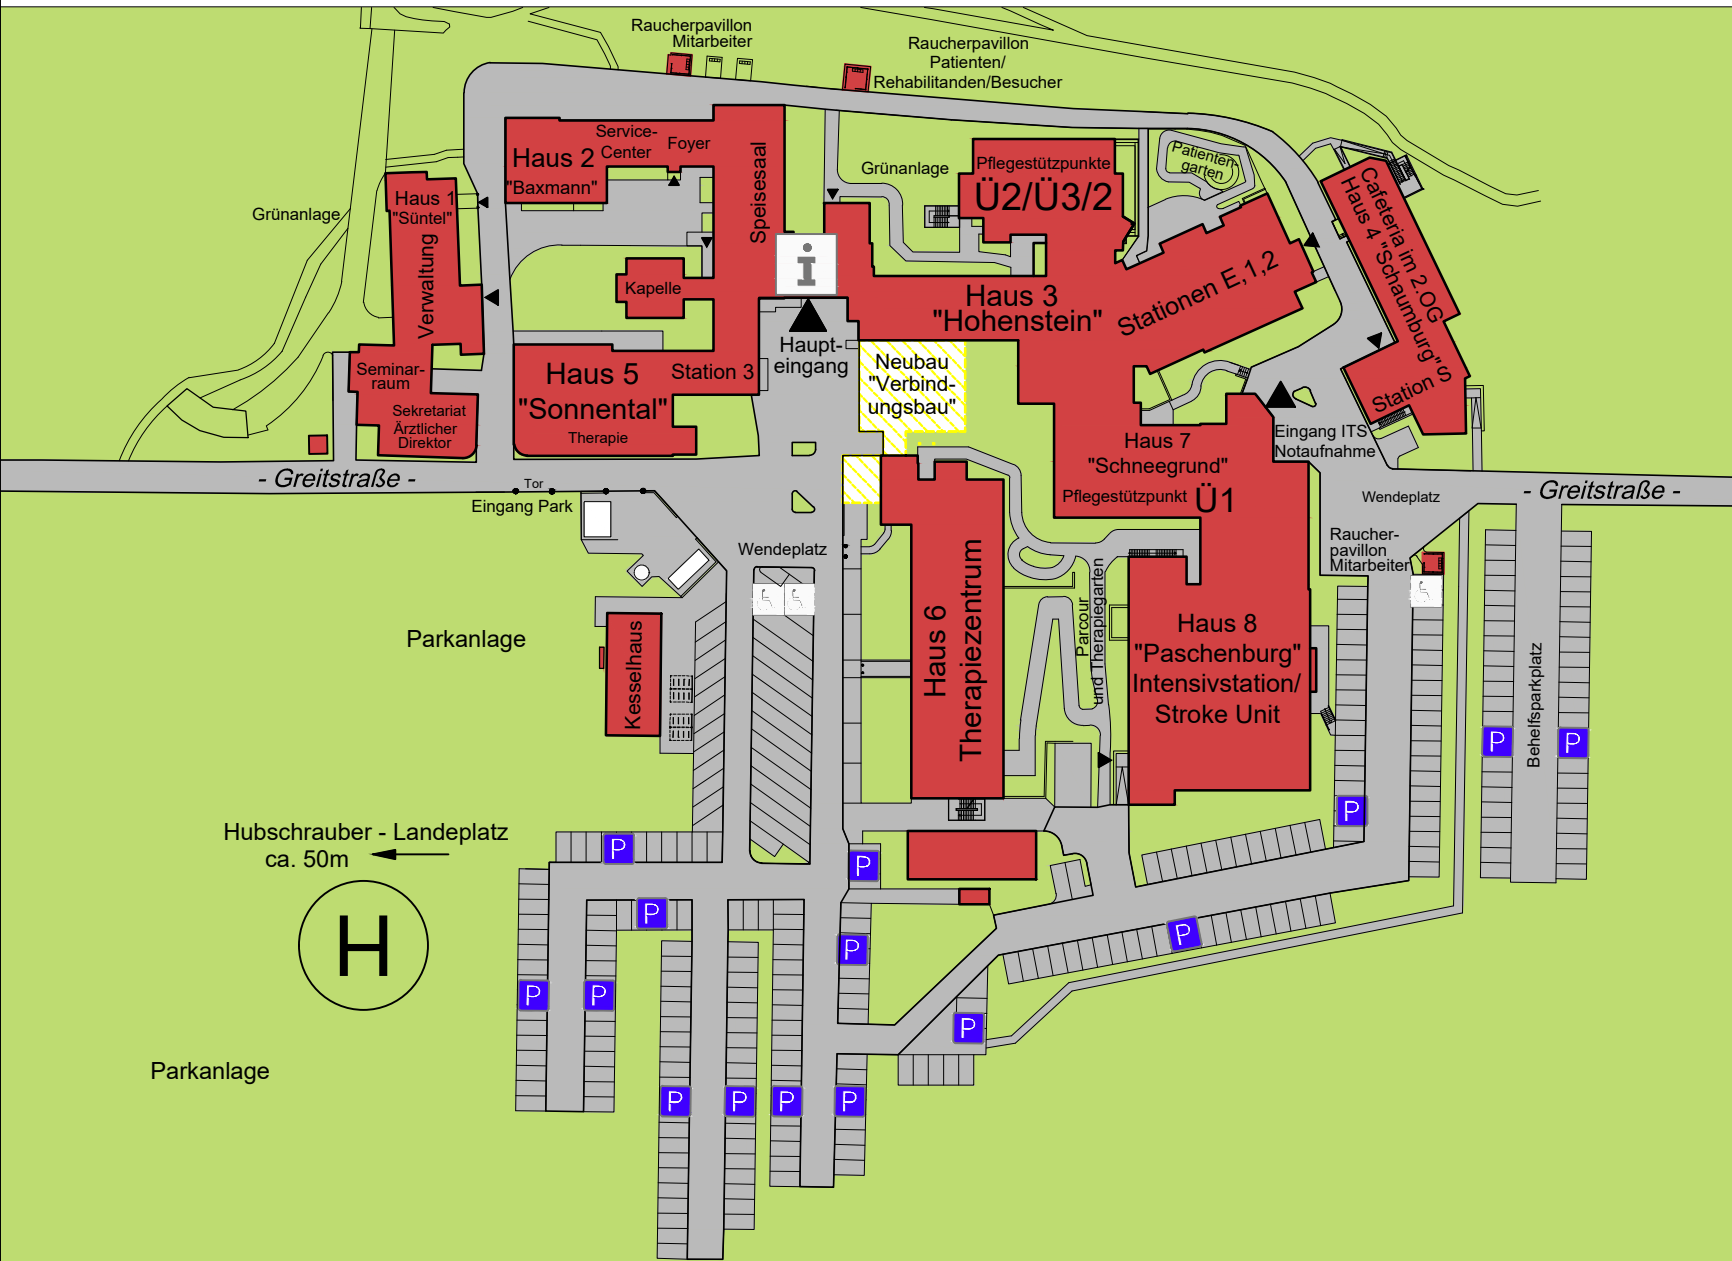 Raucherpavillon
Mitarbeiter
Raucherpavillon
Patienten/
Rehabilitanden/Besucher
Service-
Center
Foyer
Haus 2
"Baxmann"
Speisesaal
Grünanlage
Pflegestützpunkte
Ü2/Ü3/2
Patienten-
garten
Haus 1
"Süntel"
Verwaltung
Grünanlage
Kapelle
i
Haus 3
"Hohenstein"
Stationen E,1,2
Cafeteria im 2.OG
Haus 4 "Schaumburg"
Station S
Haupt-
eingang
Neubau
"Verbind-
ungsbau"
Seminar-
raum
Sekretariat
Ärztlicher
Direktor
Haus 5
"Sonnental"
Station 3
Therapie
Haus 7
"Schneegrund"
Pflegestützpunkt Ü1
Eingang ITS
Notaufnahme
- Greitstraße -
Tor
Eingang Park
Wendeplatz
- Greitstraße -
Wendeplatz
Raucher-
pavillon
Mitarbeiter
Parkanlage
Kesselhaus
Haus 6
Therapiezentrum
Parcour
und Therapiegarten
Haus 8
"Paschenburg"
Intensivstation/
Stroke Unit
Behelfsparkplatz
P
P
P
Hubschrauber - Landeplatz
ca. 50m
H
P
P
P
P
P
P
P
P
P
P
P
P
P
Parkanlage